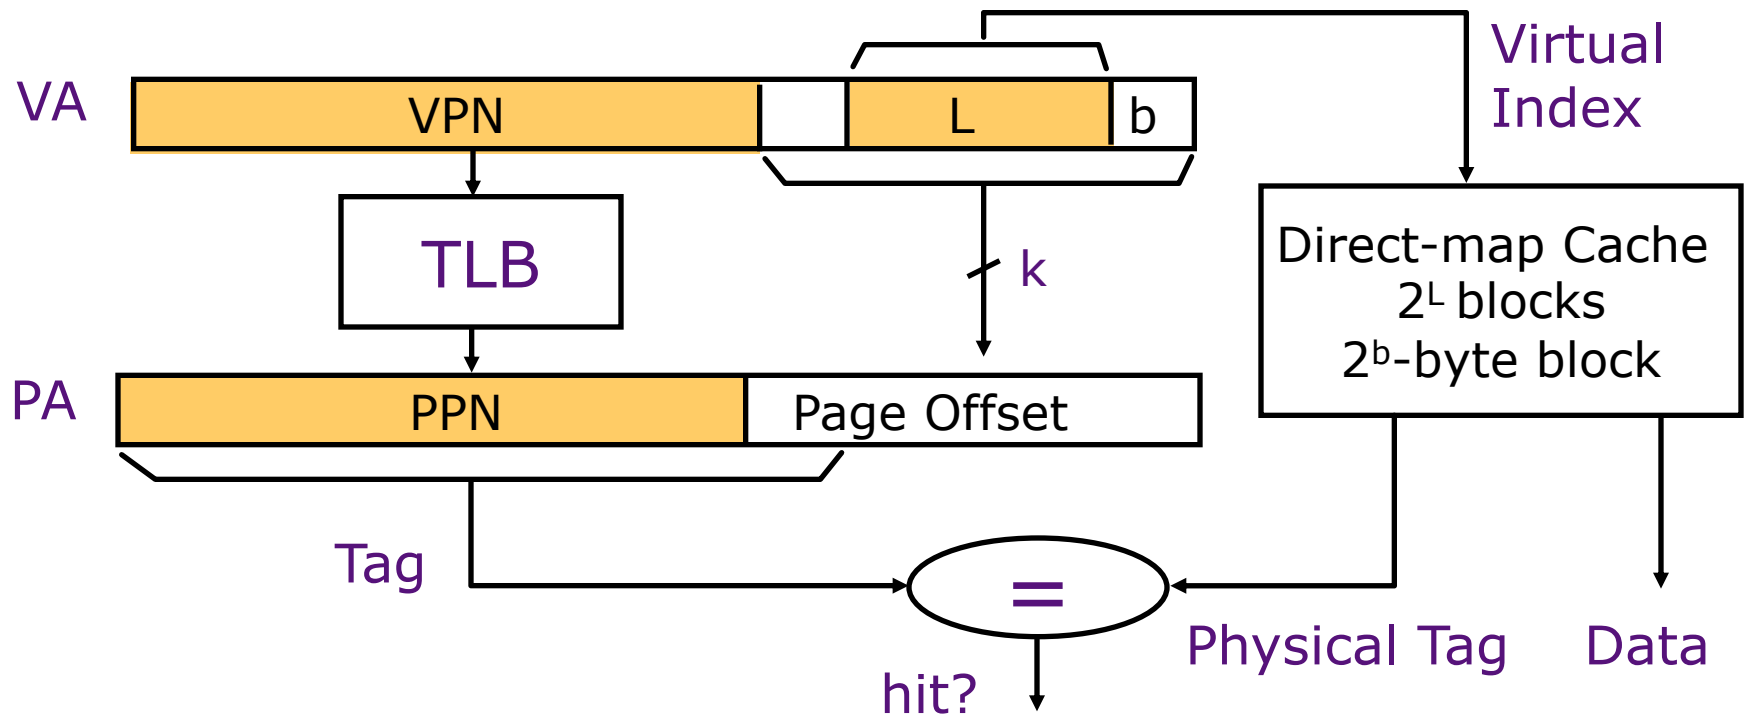 Virtual
Index
VA
VPN
L
b
TLB
k
Direct-map Cache
2ᴸ blocks
2ᵇ-byte block
PA
PPN
Page Offset
Tag
=
Physical Tag
Data
hit?